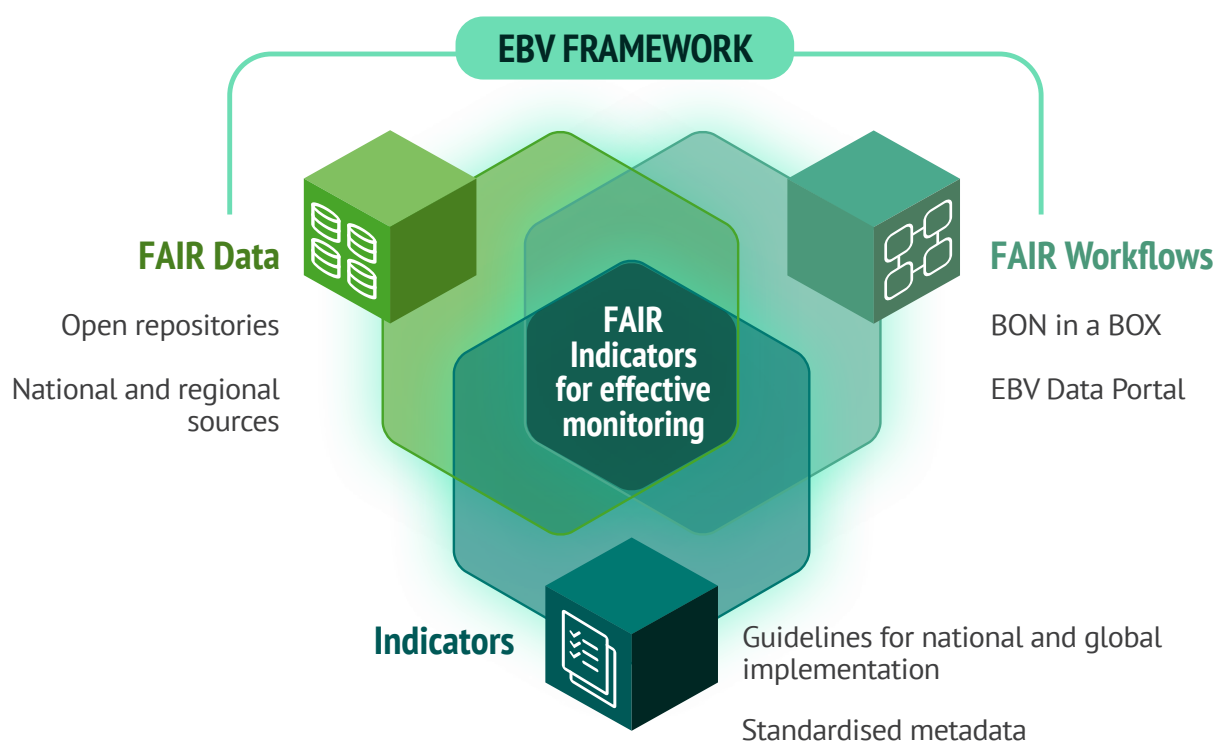 EBV FRAMEWORK
FAIR Data
Open repositories
National and regional
sources
FAIR Workflows
BON in a BOX
EBV Data Portal
FAIR
Indicators
for effective
monitoring
Indicators
Guidelines for national and global
implementation
Standardised metadata